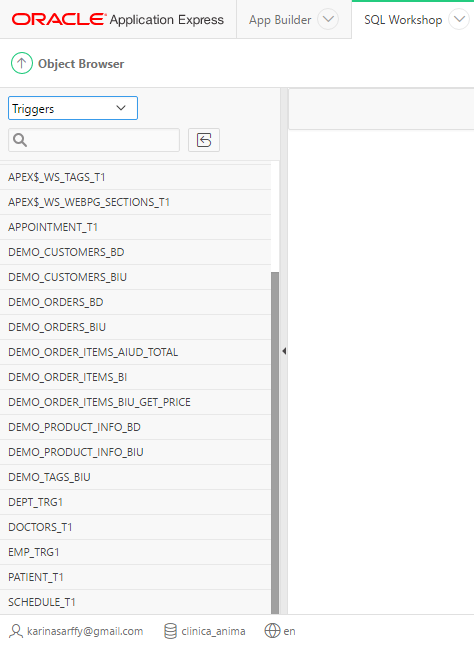 ORACLE Application Express App Builder SQL Workshop
Object Browser
Triggers
APEX$_WS_TAGS_T1
APEX$_WS_WEBPG_SECTIONS_T1
APPOINTMENT_T1
DEMO_CUSTOMERS_BD
DEMO_CUSTOMERS_BIU
DEMO_ORDERS_BD
DEMO_ORDERS_BIU
DEMO_ORDER_ITEMS_AIUD_TOTAL
DEMO_ORDER_ITEMS_BI
DEMO_ORDER_ITEMS_BIU_GET_PRICE
DEMO_PRODUCT_INFO_BD
DEMO_PRODUCT_INFO_BIU
DEMO_TAGS_BIU
DEPT_TRG1
DOCTORS_T1
EMP_TRG1
PATIENT_T1
SCHEDULE_T1
karinasarffy@gmail.com clinica_anima en